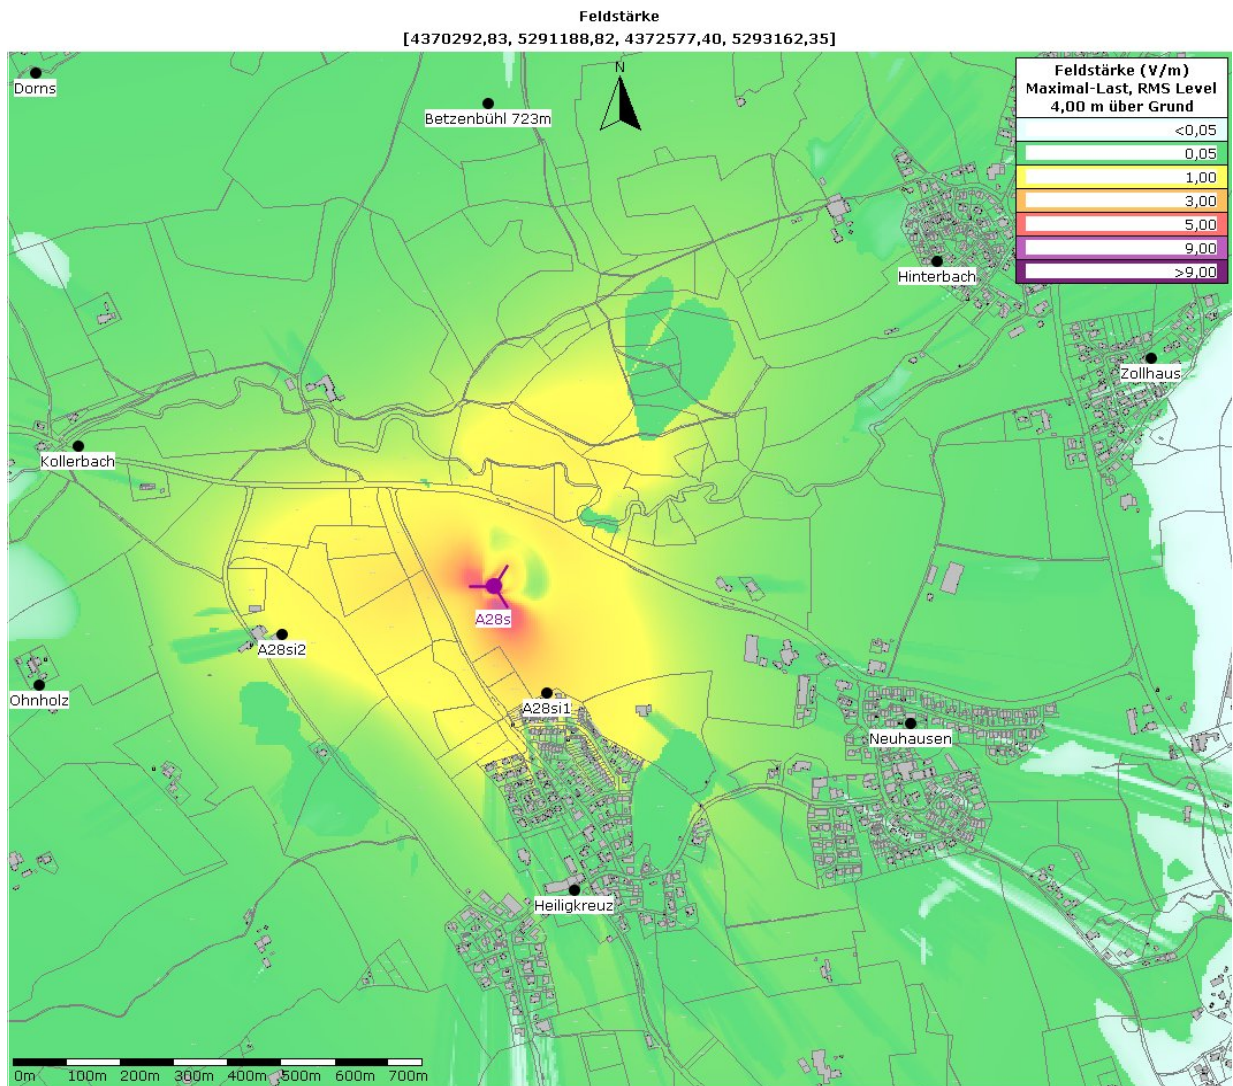 Feldstärke
[4370292,83, 5291188,82, 4372577,40, 5293162,35]
N
Feldstärke (V/m)
Maximal-Last, RMS Level
4,00 m über Grund
<0,05
0,05
1,00
3,00
5,00
9,00
>9,00
Dorns
Betzenbühl 723m
Hinterbach
Zollhaus
Kollerbach
A28s
A28si2
Ohnholz
A28si1
Neuhausen
Heiligkreuz
0m 100m 200m 300m 400m 500m 600m 700m